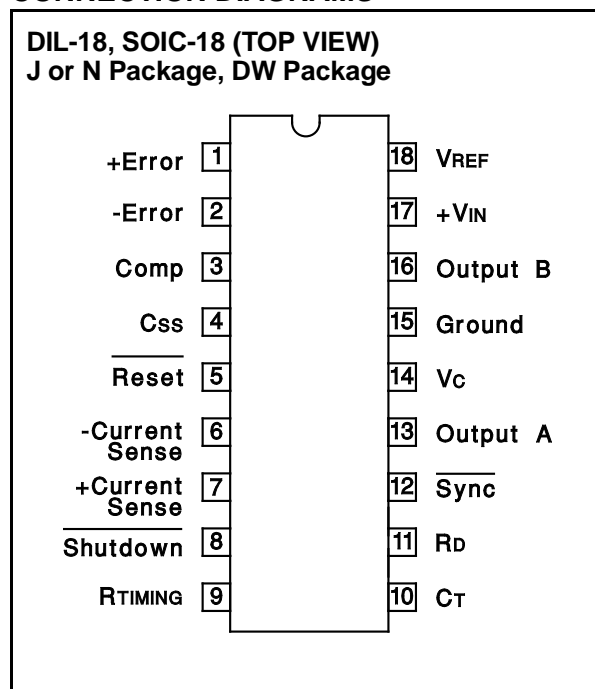 CONNECTION DIAGRAMS
DIL-18, SOIC-18 (TOP VIEW)
J or N Package, DW Package
+Error 1
-Error 2
Comp 3
Css 4
Reset 5
-Current
Sense 6
+Current
Sense 7
Shutdown 8
RTIMING 9
18 VREF
17 +VIN
16 Output B
15 Ground
14 VC
13 Output A
12 Sync
11 RD
10 CT